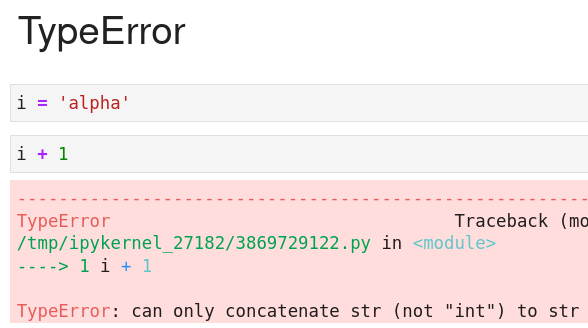 TypeError
i = 'alpha'
i + 1
--------------------------------------------------------
TypeError Traceback (mo
/tmp/ipykernel_27182/3869729122.py in <module>
----> 1 i + 1
TypeError: can only concatenate str (not "int") to str